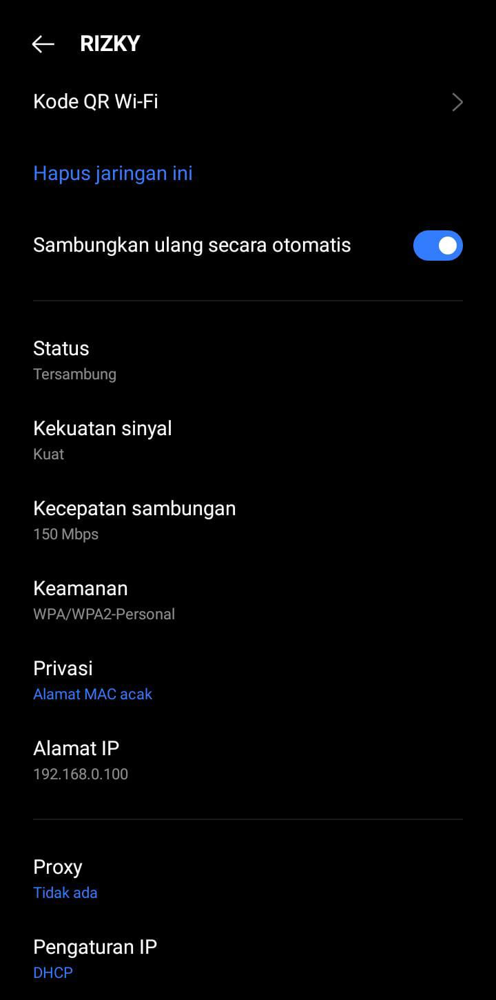 RIZKY
Kode QR Wi-Fi
Hapus jaringan ini
Sambungkan ulang secara otomatis
Status
Tersambung
Kekuatan sinyal
Kuat
Kecepatan sambungan
150 Mbps
Keamanan
WPA/WPA2-Personal
Privasi
Alamat MAC acak
Alamat IP
192.168.0.100
Proxy
Tidak ada
Pengaturan IP
DHCP